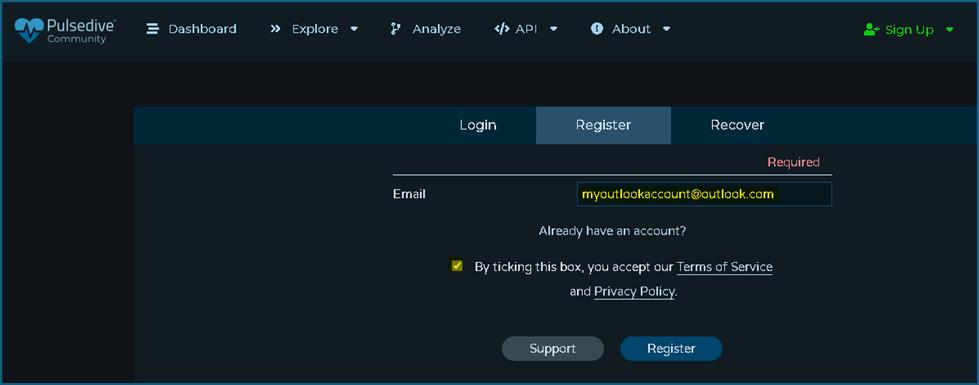 Pulsedive Community Dashboard Explore Analyze API About Sign Up
Login Register Recover
Required
Email myoutlookaccount@outlook.com
Already have an account?
By ticking this box, you accept our Terms of Service
and Privacy Policy.
Support Register